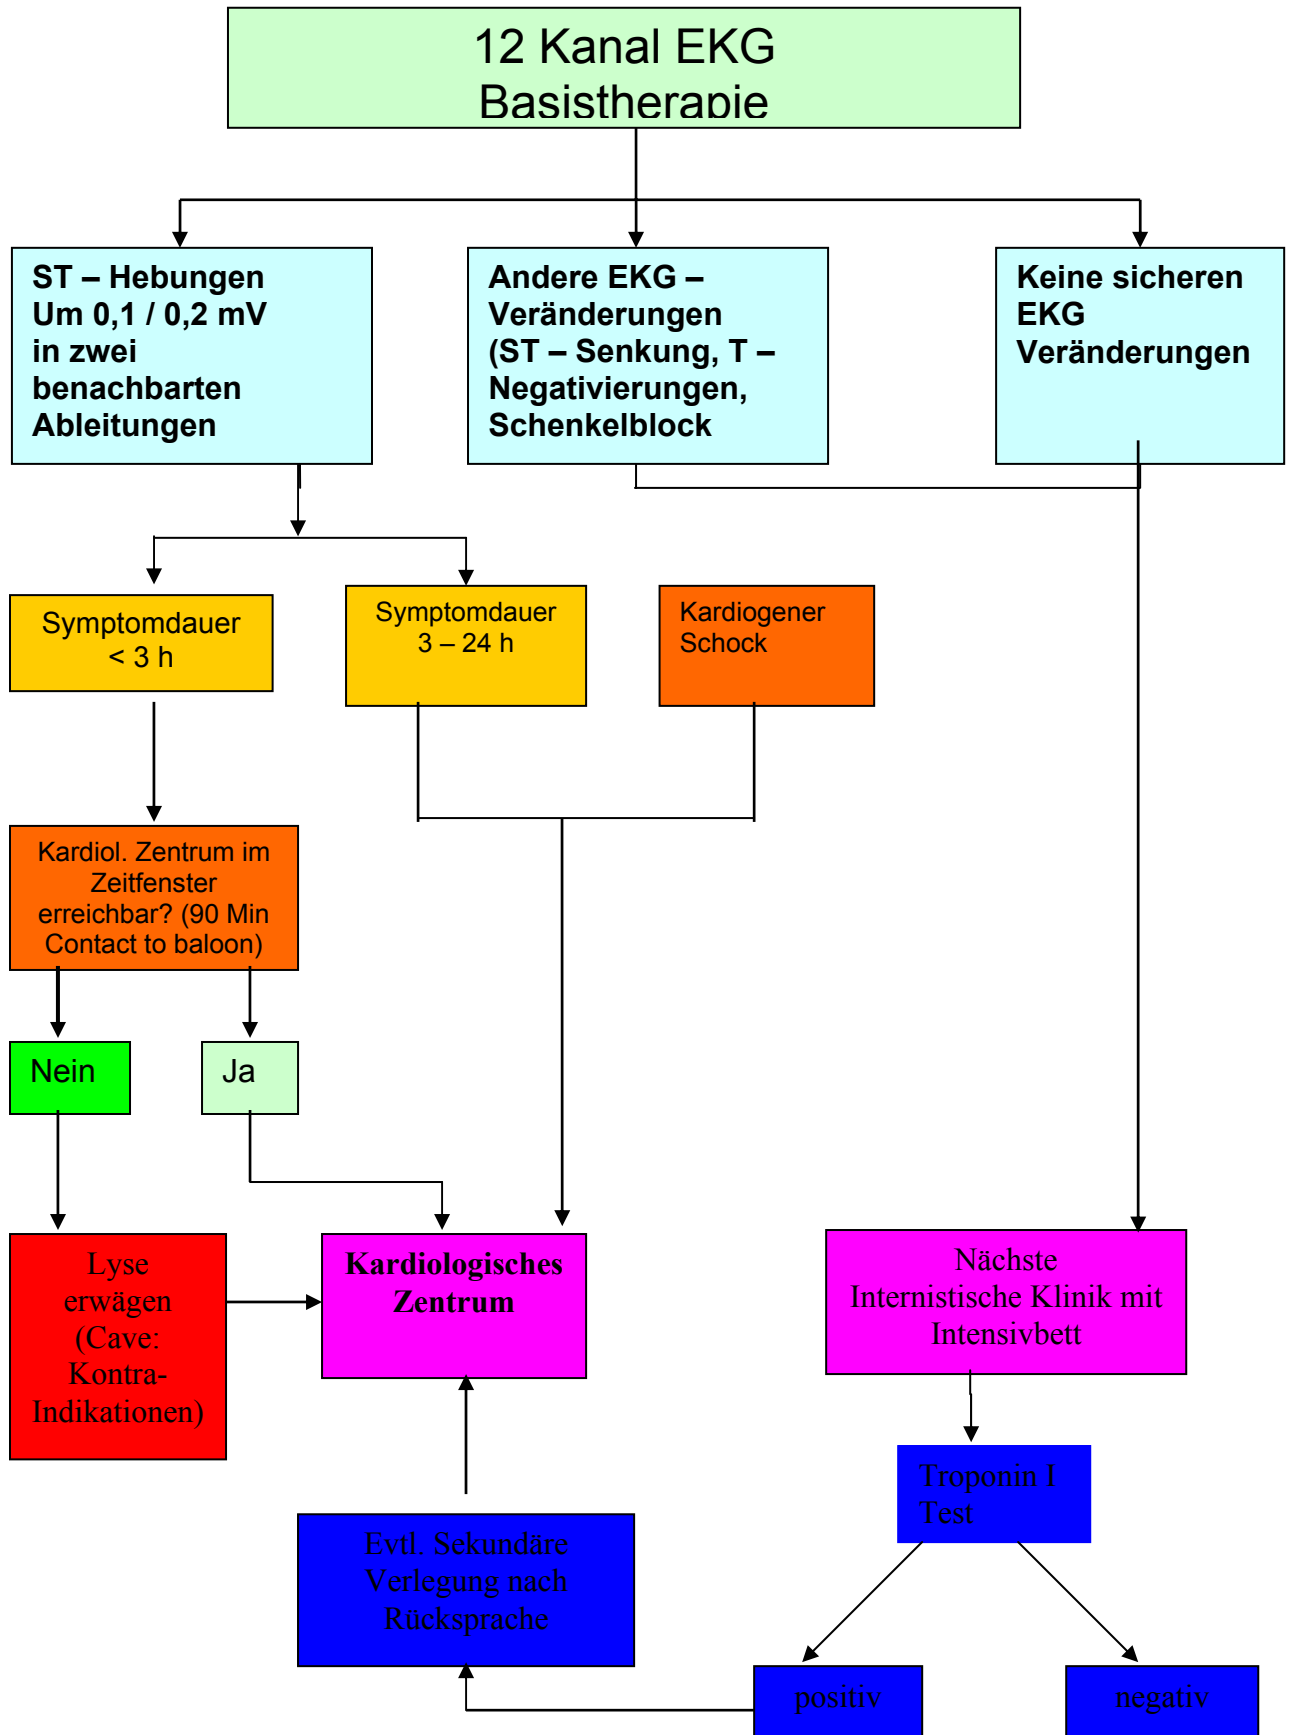 12 Kanal EKG
Basistherapie
ST – Hebungen
Um 0,1 / 0,2 mV
in zwei
benachbarten
Ableitungen
Andere EKG –
Veränderungen
(ST – Senkung, T –
Negativierungen,
Schenkelblock
Keine sicheren
EKG
Veränderungen
Symptomdauer
< 3 h
Symptomdauer
3 – 24 h
Kardiogener
Schock
Kardiol. Zentrum im
Zeitfenster
erreichbar? (90 Min
Contact to baloon)
Nein
Ja
Lyse
erwägen
(Cave:
Kontra-
Indikationen)
Kardiologisches
Zentrum
Nächste
Internistische Klinik mit
Intensivbett
Troponin I
Test
Evtl. Sekundäre
Verlegung nach
Rücksprache
positiv
negativ